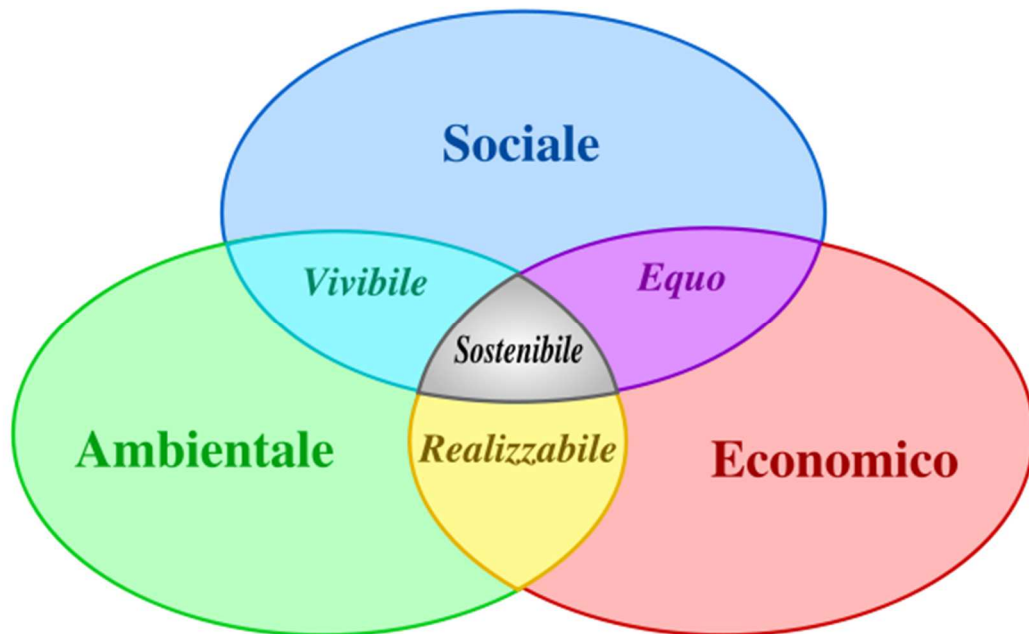 Sociale
Vivibile
Equo
Sostenibile
Ambientale
Realizzabile
Economico